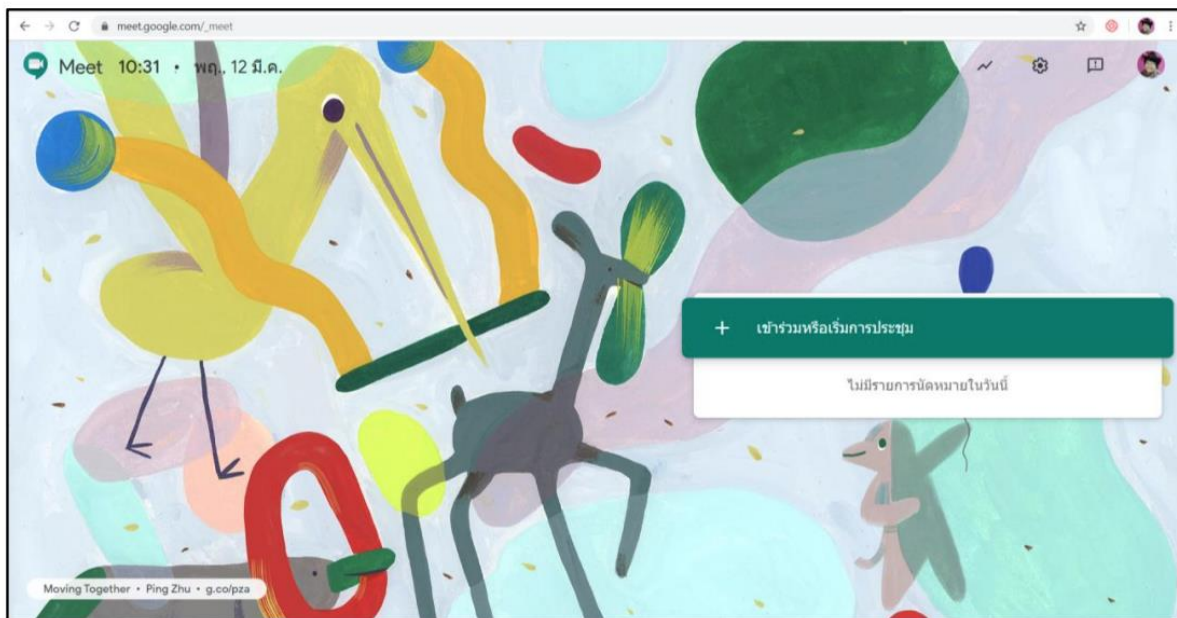 meet.google.com/_meet
Meet 10:31 • พฤ., 12 มี.ค.
เข้าร่วมหรือเริ่มการประชุม
ไม่มีรายการนัดหมายในวันนี้
Moving Together • Ping Zhu • g.co/pza